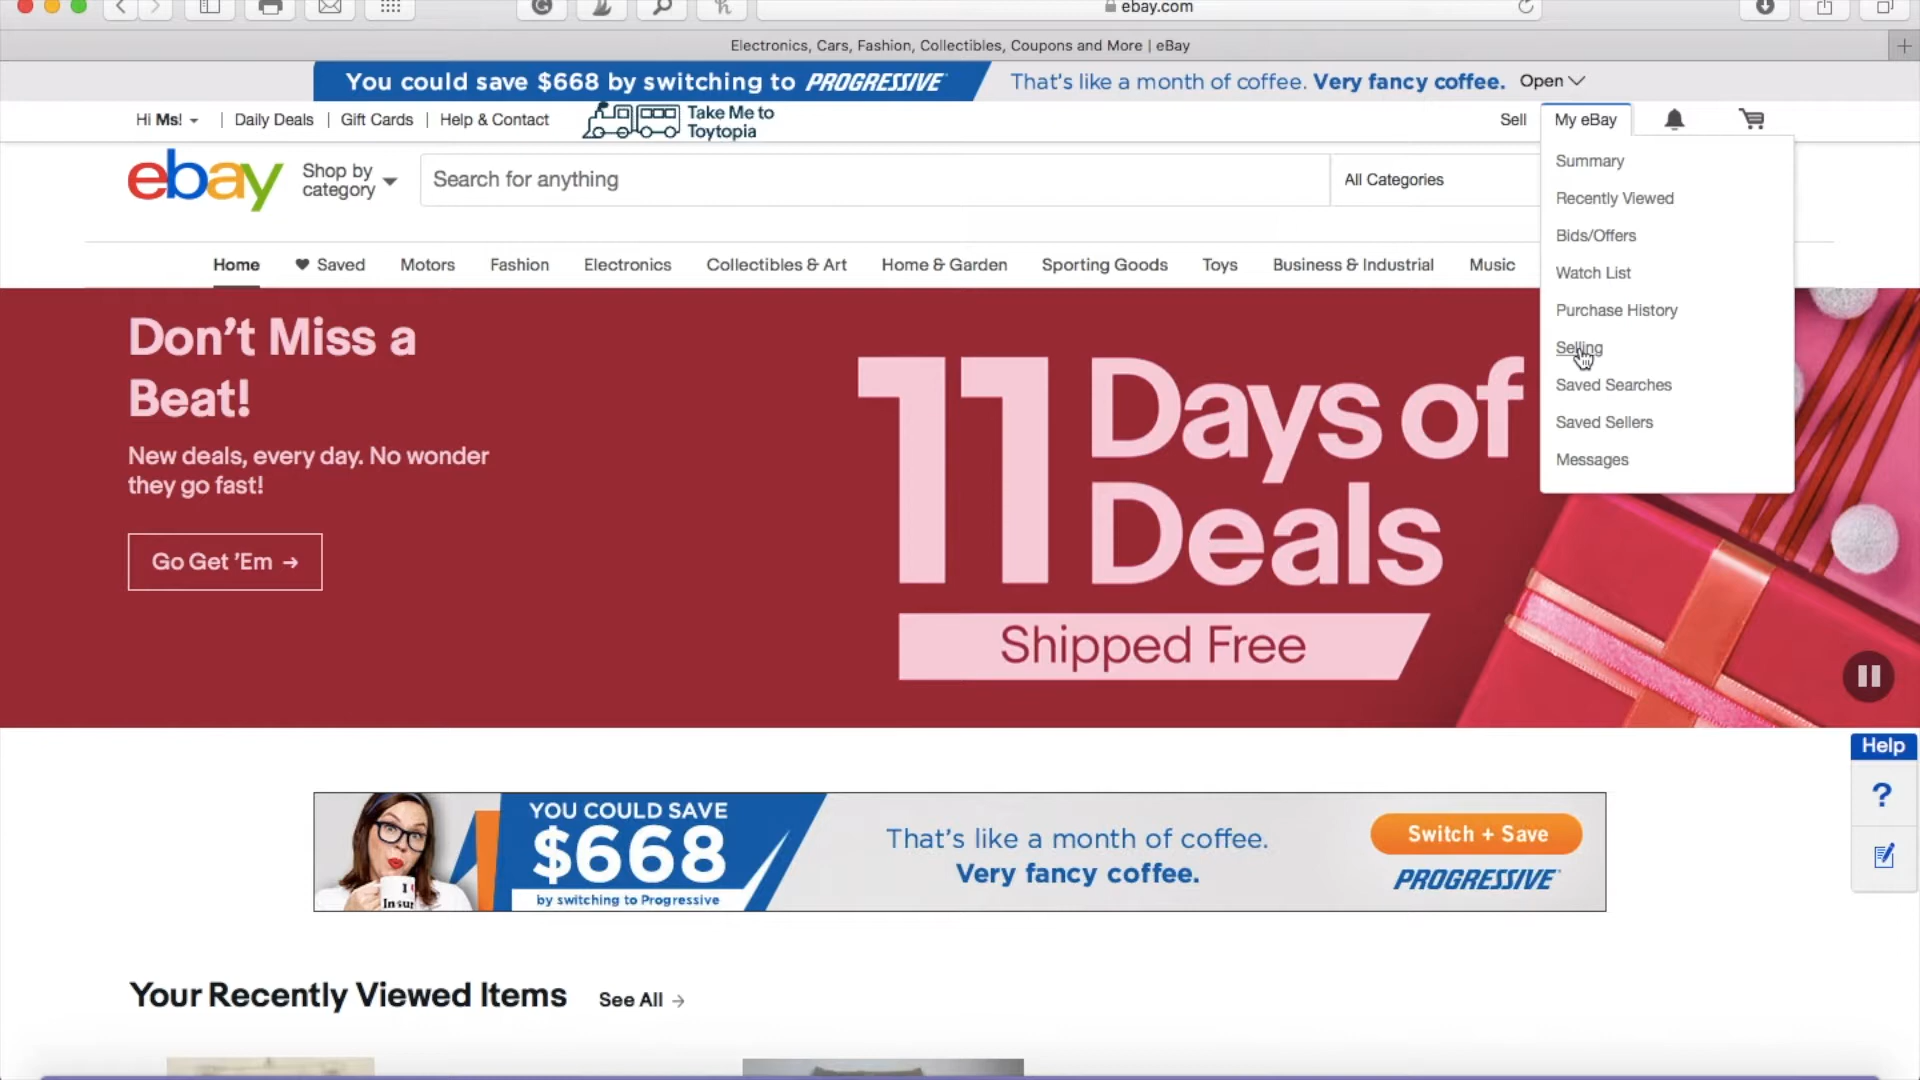 ebay.com
Electronics, Cars, Fashion, Collectibles, Coupons and More | eBay
You could save $668 by switching to PROGRESSIVE That's like a month of coffee. Very fancy coffee. Open
Hi Ms! | Daily Deals | Gift Cards | Help & Contact
Take Me to
Toytopia
Sell My eBay
ebay
Shop by
category
Search for anything
All Categories
Summary
Recently Viewed
Bids/Offers
Watch List
Purchase History
Selling
Saved Searches
Saved Sellers
Messages
Home Saved Motors Fashion Electronics Collectibles & Art Home & Garden Sporting Goods Toys Business & Industrial Music
Don't Miss a
Beat!
New deals, every day. No wonder
they go fast!
Go Get 'Em →
11 Days of
Deals
Shipped Free
Help
?
YOU COULD SAVE
$668
by switching to Progressive
That's like a month of coffee.
Very fancy coffee.
Switch + Save
PROGRESSIVE
Your Recently Viewed Items See All →